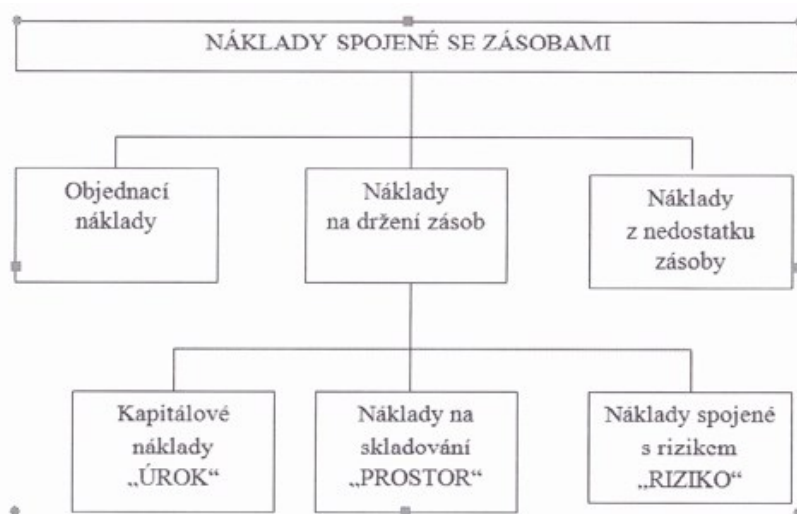 NÁKLADY SPOJENÉ SE ZÁSOBAMI
Objednací
náklady
Náklady
na držení zásob
Náklady
z nedostatku
zásoby
Kapitálové
náklady
„ÚROK“
Náklady na
skladování
„PROSTOR“
Náklady spojené
s rizikem
„RIZIKO“